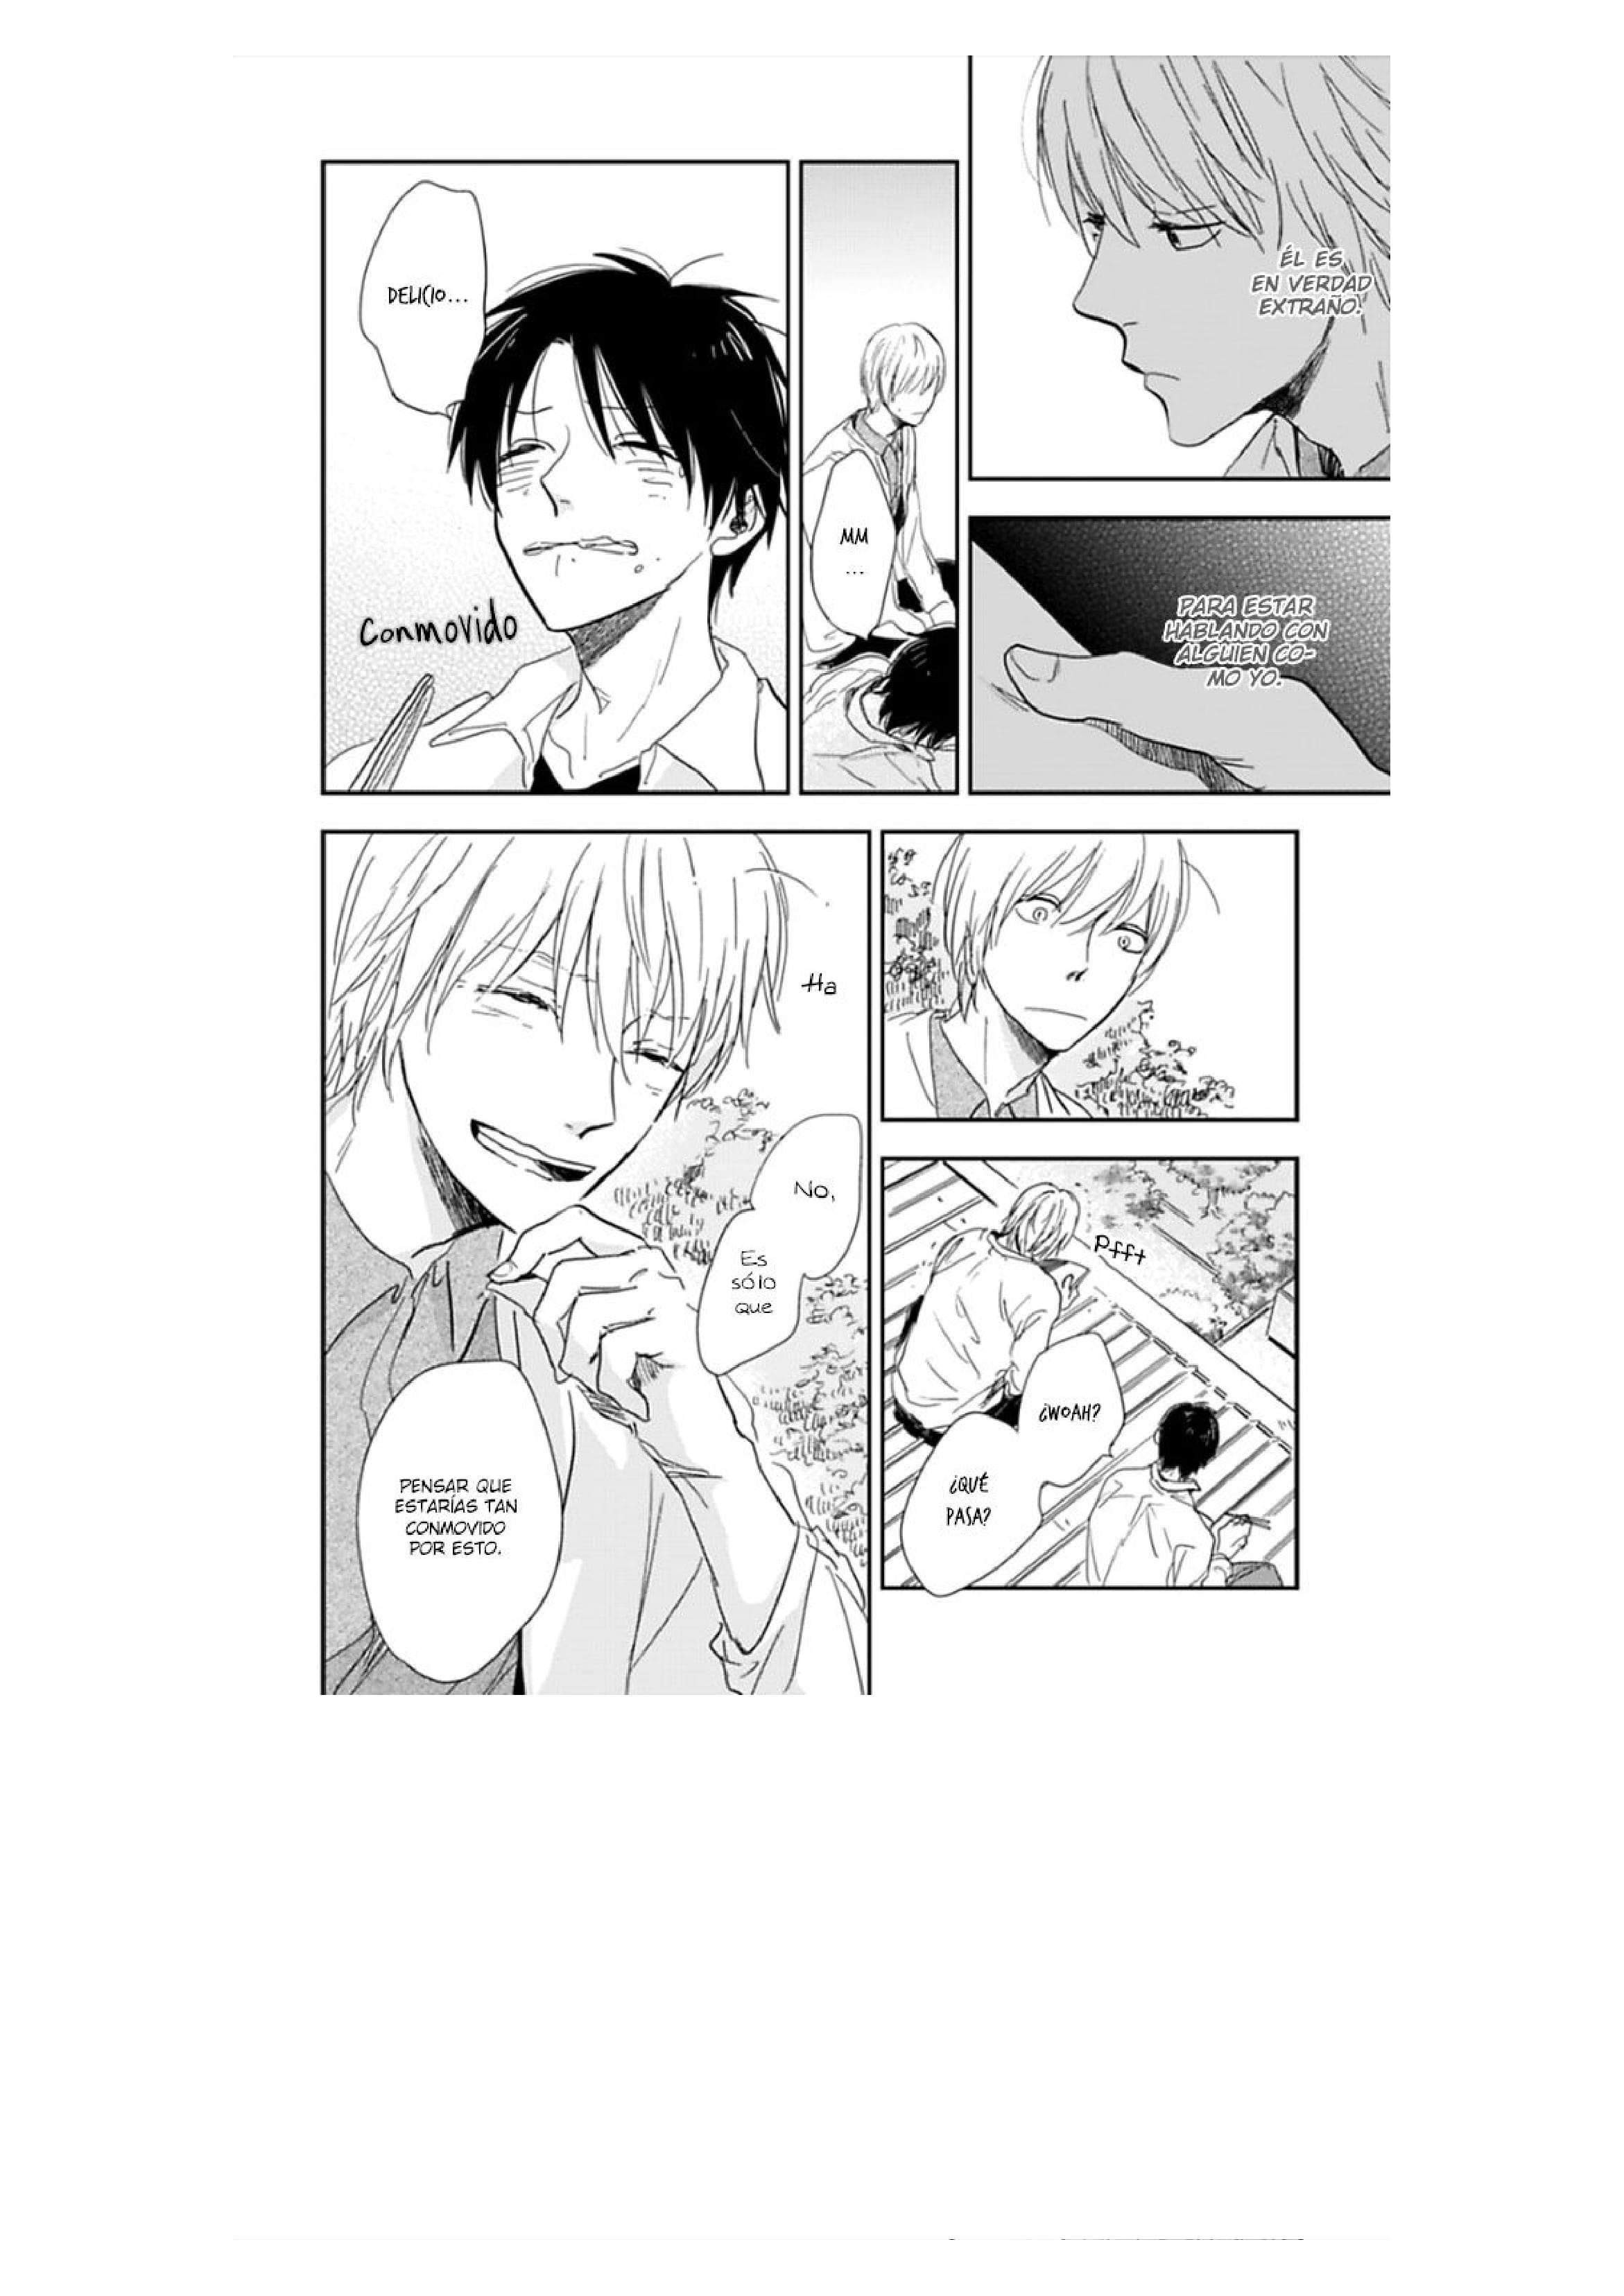 ÉL ES
EN VERDAD
EXTRAÑO.
PARA ESTAR
HABLANDO CON
ALGUIEN CO-
MO YO.
MM
...
DELICIO...
Conmovido
Pfft
¿WOAH?
¿QUÉ
PASA?
Ha
No,
Es
sólo
que
PENSAR QUE
ESTARÍAS TAN
CONMOVIDO
POR ESTO.